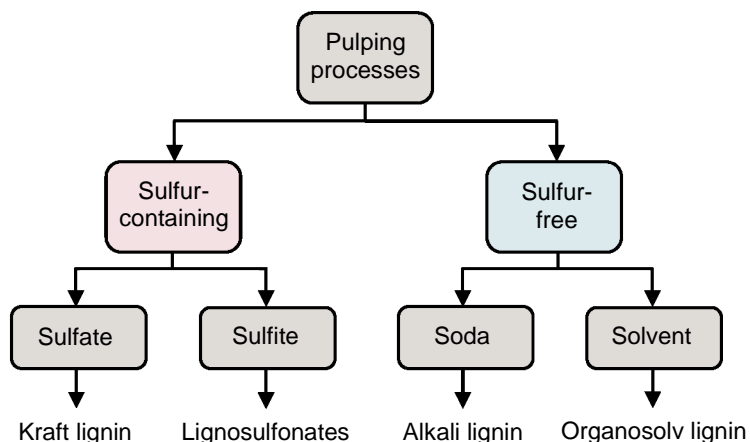 Pulping
processes
Sulfur-
containing
Sulfur-
free
Sulfate
Sulfite
Soda
Solvent
Kraft lignin
Lignosulfonates
Alkali lignin
Organosolv lignin